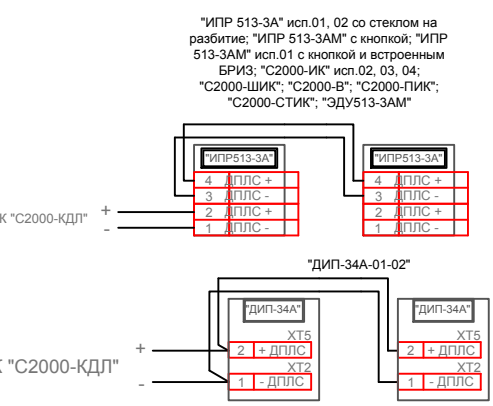 "ИПР 513-3А" исп.01, 02 со стеклом на
разбитие; "ИПР 513-3АМ" с кнопкой; "ИПР
513-3АМ" исп.01 с кнопкой и встроенным
БРИЗ; "С2000-ИК" исп.02, 03, 04;
"С2000-ШИК"; "С2000-В"; "С2000-ПИК";
"С2000-СТИК"; "ЭДУ513-3АМ"
"ИПР513-3А" "ИПР513-3А"
4 ДПЛС + 4 ДПЛС +
3 ДПЛС - 3 ДПЛС -
+ 2 ДПЛС + 2 ДПЛС +
К "С2000-КДЛ"
- 1 ДПЛС - 1 ДПЛС -
"ДИП-34А-01-02"
"ДИП-34А" "ДИП-34А"
XT5 XT5
+ 2 + ДПЛС 2 + ДПЛС
К "С2000-КДЛ" XT2 XT2
- 1 - ДПЛС 1 - ДПЛС